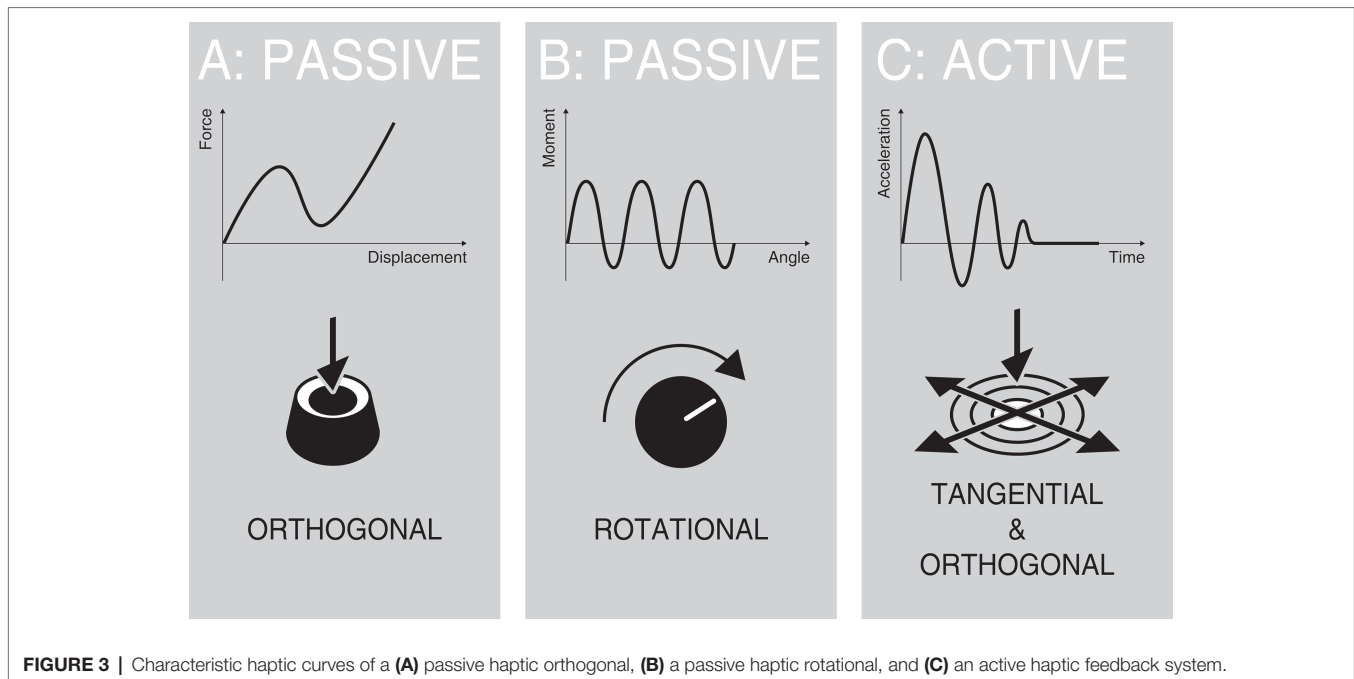 A: PASSIVE
Force
Displacement
ORTHOGONAL
B: PASSIVE
Moment
Angle
ROTATIONAL
C: ACTIVE
Acceleration
Time
TANGENTIAL
&
ORTHOGONAL
FIGURE 3 | Characteristic haptic curves of a (A) passive haptic orthogonal, (B) a passive haptic rotational, and (C) an active haptic feedback system.